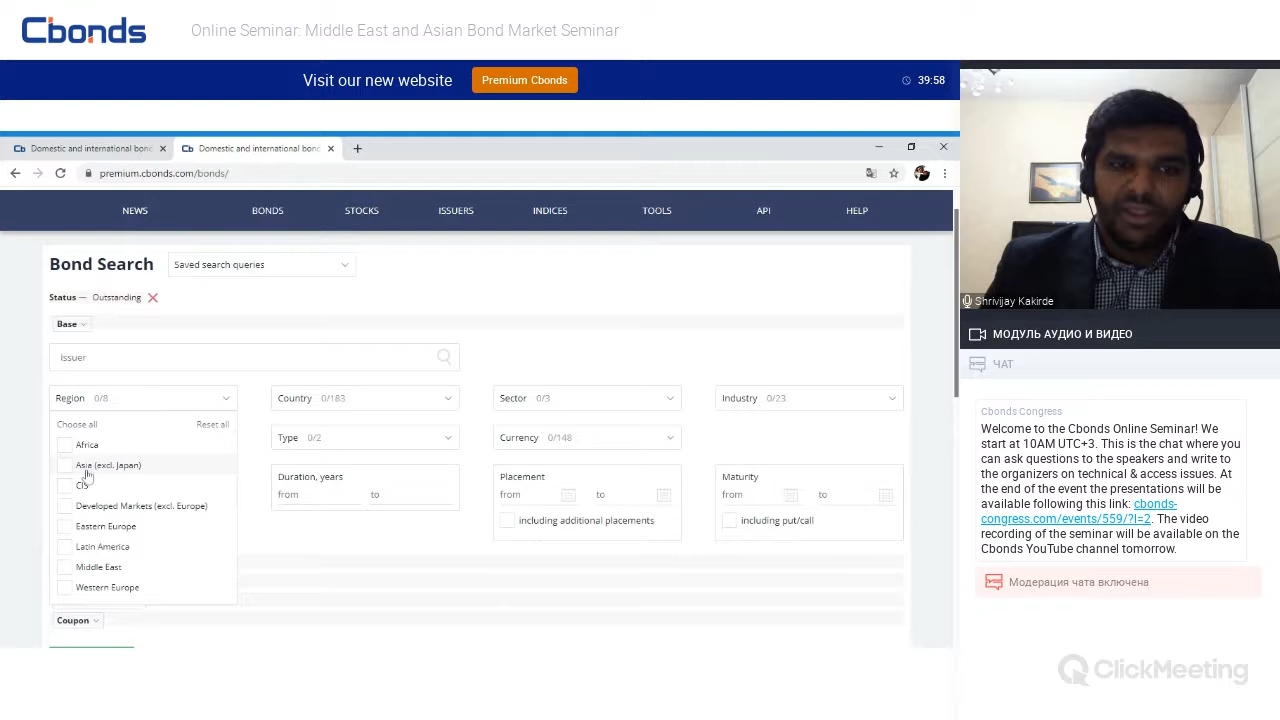 Cbonds
Online Seminar: Middle East and Asian Bond Market Seminar
Visit our new website
Premium Cbonds
39:58
Cb Domestic and international bon
Cb Domestic and international bon
premium.cbonds.com/bonds/
NEWS BONDS STOCKS ISSUERS INDICES TOOLS API HELP
Bond Search
Saved search queries
Status — Outstanding
Base
Issuer
Region 0/8
Country 0/183
Sector 0/3
Industry 0/23
Choose all
Reset all
Africa
Asia (excl. Japan)
CIS
Developed Markets (excl. Europe)
Eastern Europe
Latin America
Middle East
Western Europe
Type 0/2
Currency 0/148
Duration, years
from to
Placement
from to
including additional placements
Maturity
from to
including put/call
Coupon
Shrivijay Kakirde
МОДУЛЬ АУДИО И ВИДЕО
ЧАТ
Cbonds Congress
Welcome to the Cbonds Online Seminar! We
start at 10AM UTC+3. This is the chat where you
can ask questions to the speakers and write to
the organizers on technical & access issues. At
the end of the event the presentations will be
available following this link: cbonds-
congress.com/events/559/?l=2. The video
recording of the seminar will be available on the
Cbonds YouTube channel tomorrow.
Модерация чата включена
ClickMeeting